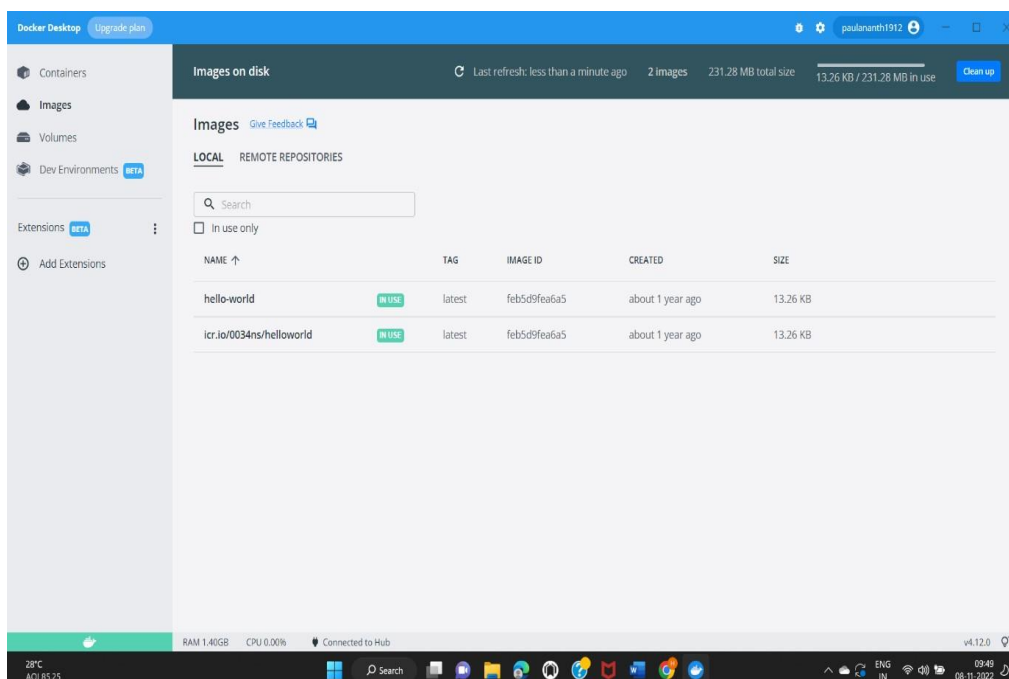 Docker Desktop Upgrade plan paulananth1912
Containers
Images
Volumes
Dev Environments BETA
Extensions BETA
Add Extensions
Images on disk Last refresh: less than a minute ago 2 images 231.28 MB total size 13.26 KB / 231.28 MB in use Clean up
Images Give Feedback
LOCAL REMOTE REPOSITORIES
Search
In use only
NAME TAG IMAGE ID CREATED SIZE
hello-world IN USE latest feb5d9fea6a5 about 1 year ago 13.26 KB
icr.io/0034ns/helloworld IN USE latest feb5d9fea6a5 about 1 year ago 13.26 KB
RAM 1.40GB CPU 0.00% Connected to Hub v4.12.0
28°C
AQI 85.25
Search
ENG
IN
09:49
08-11-2022